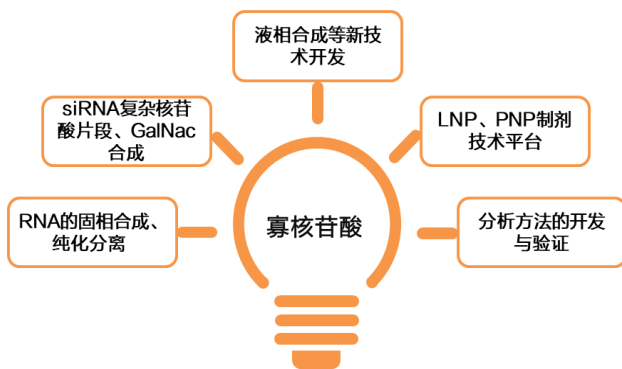 液相合成等新技
术开发
siRNA复杂核苷
酸片段、GalNac
合成
LNP、PNP制剂
技术平台
RNA的固相合成、
纯化分离
寡核苷酸
分析方法的开发
与验证